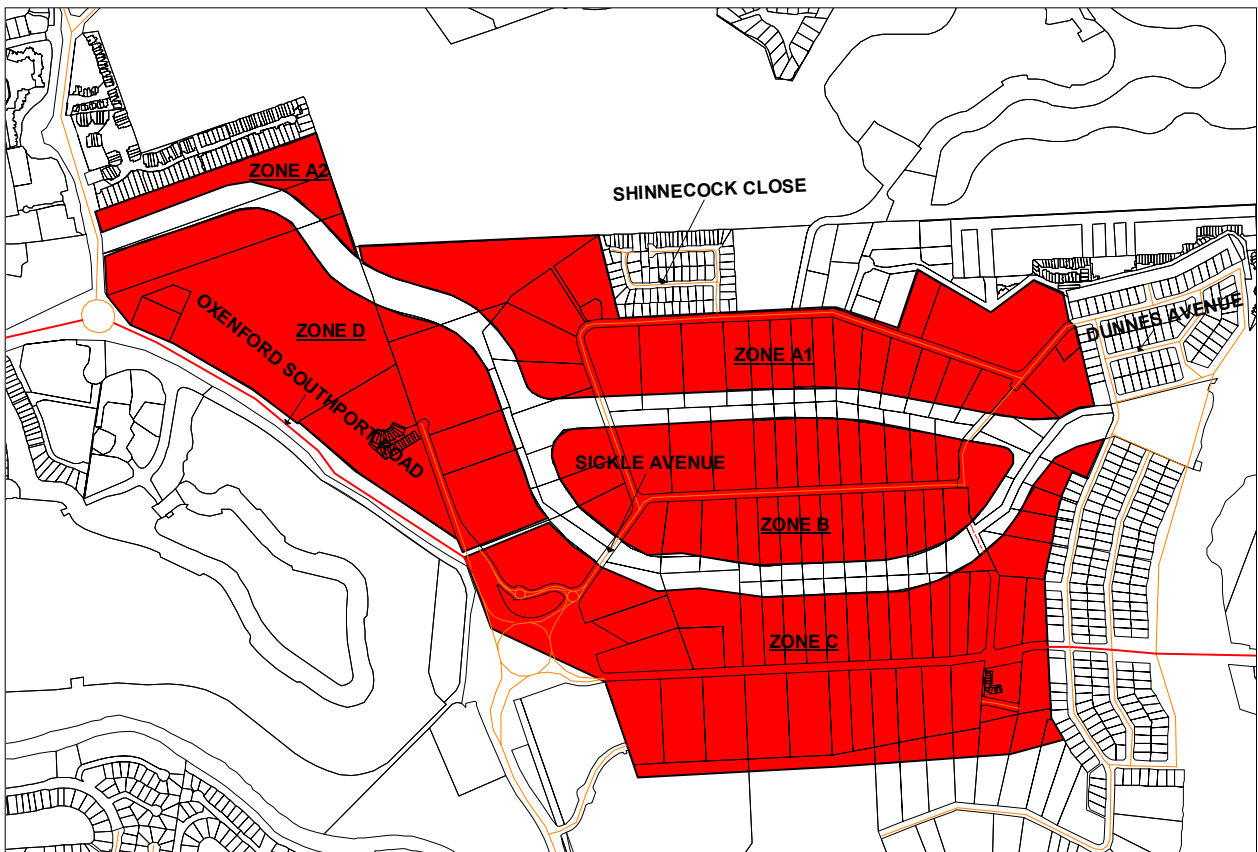 ZONE A2
SHINNECOCK CLOSE
OXENFORD SOUTHPORT ROAD
ZONE D
DUNNES AVENUE
ZONE A1
SICKLE AVENUE
ZONE B
ZONE C